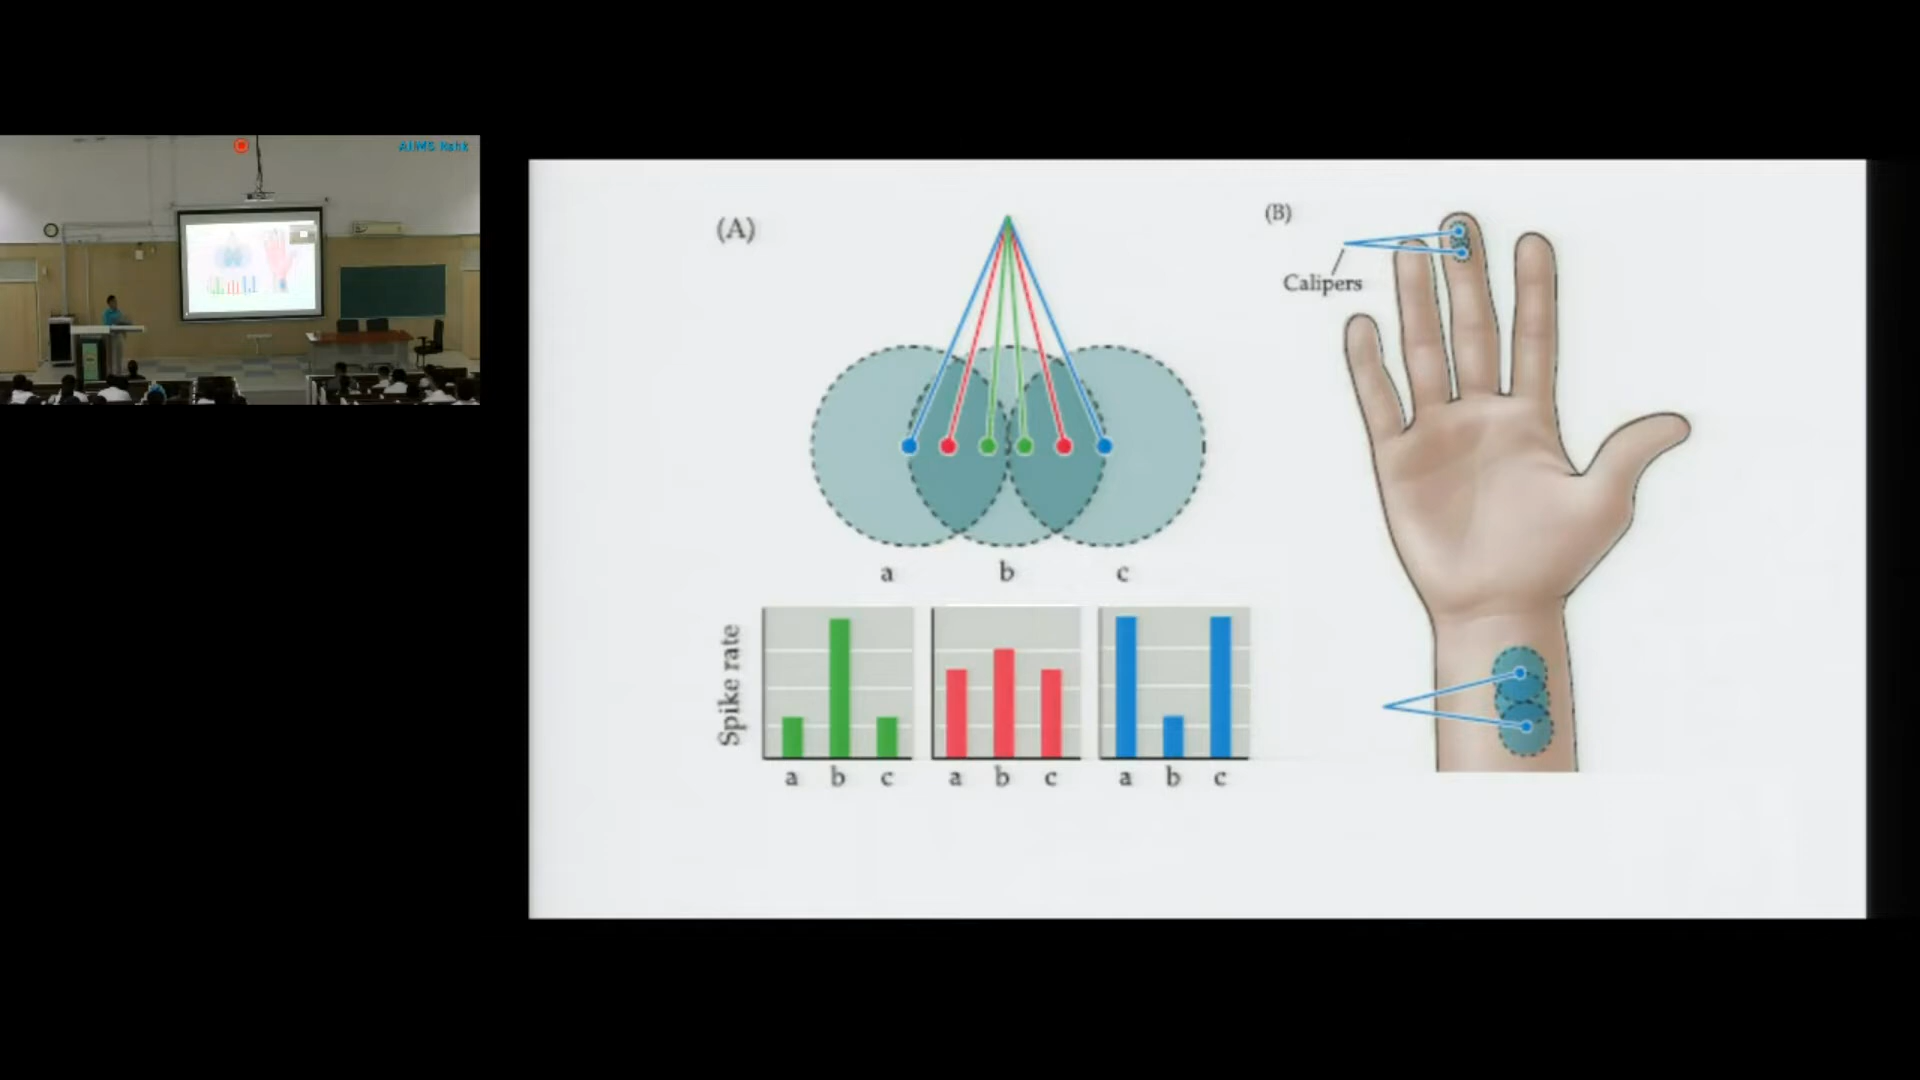 (A)
(B)
Calipers
a b c
Spike rate
a b c
a b c
a b c